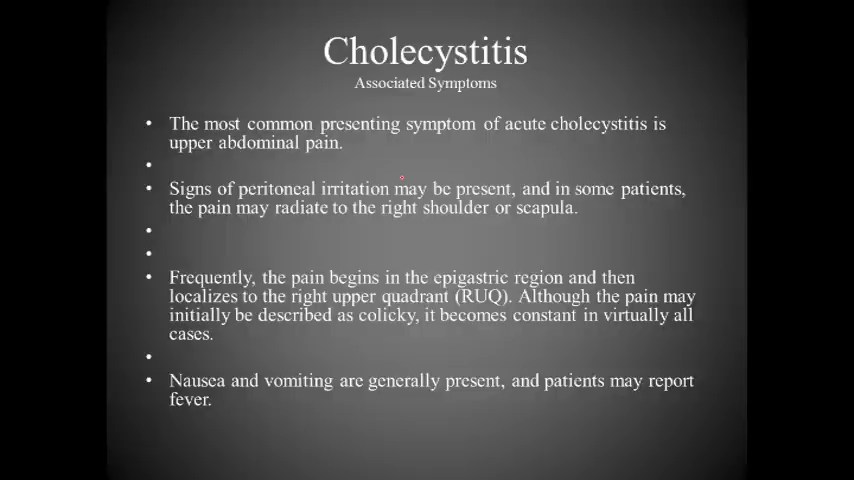 Cholecystitis
Associated Symptoms
• The most common presenting symptom of acute cholecystitis is
upper abdominal pain.
•
• Signs of peritoneal irritation may be present, and in some patients,
the pain may radiate to the right shoulder or scapula.
•
•
• Frequently, the pain begins in the epigastric region and then
localizes to the right upper quadrant (RUQ). Although the pain may
initially be described as colicky, it becomes constant in virtually all
cases.
•
• Nausea and vomiting are generally present, and patients may report
fever.